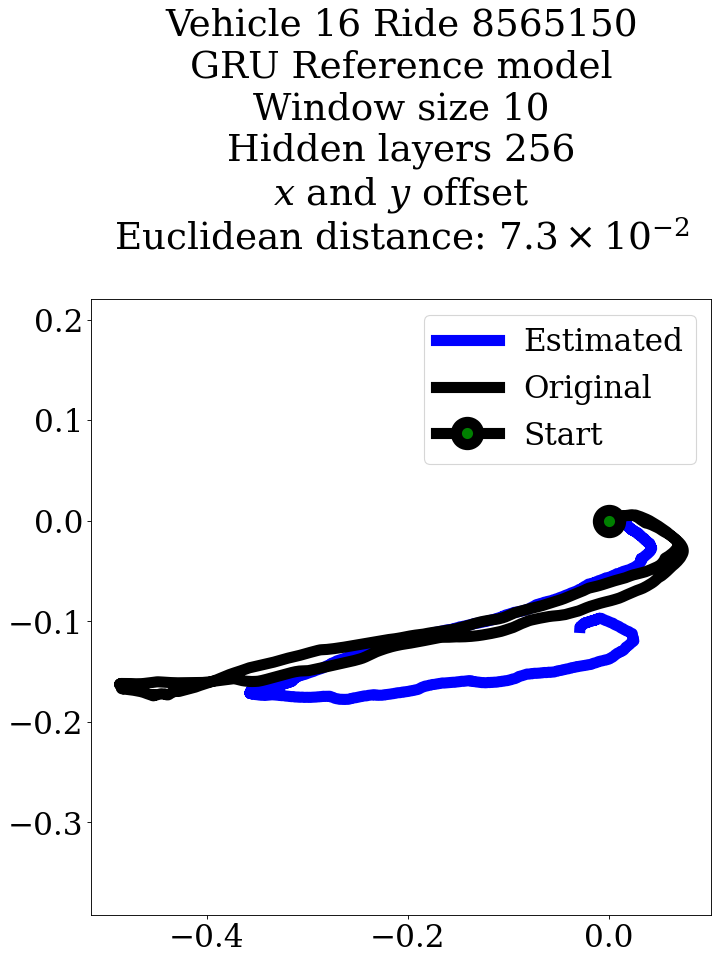 Vehicle 16 Ride 8565150
GRU Reference model
Window size 10
Hidden layers 256
x and y offset
Euclidean distance: 7.3 × 10⁻²
Estimated
Original
Start
0.2
0.1
0.0
−0.1
−0.2
−0.3
−0.4
−0.2
0.0